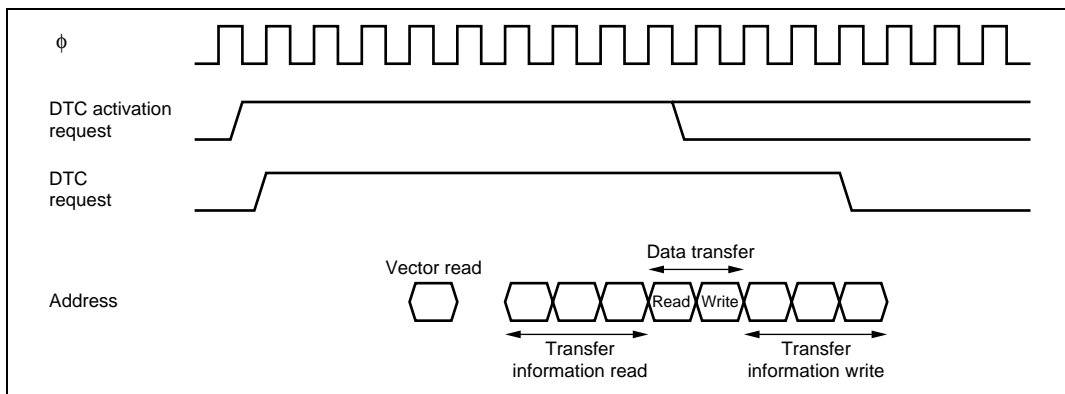 φ
DTC activation
request
DTC
request
Data transfer
Vector read
Address
Read
Write
Transfer
information read
Transfer
information write